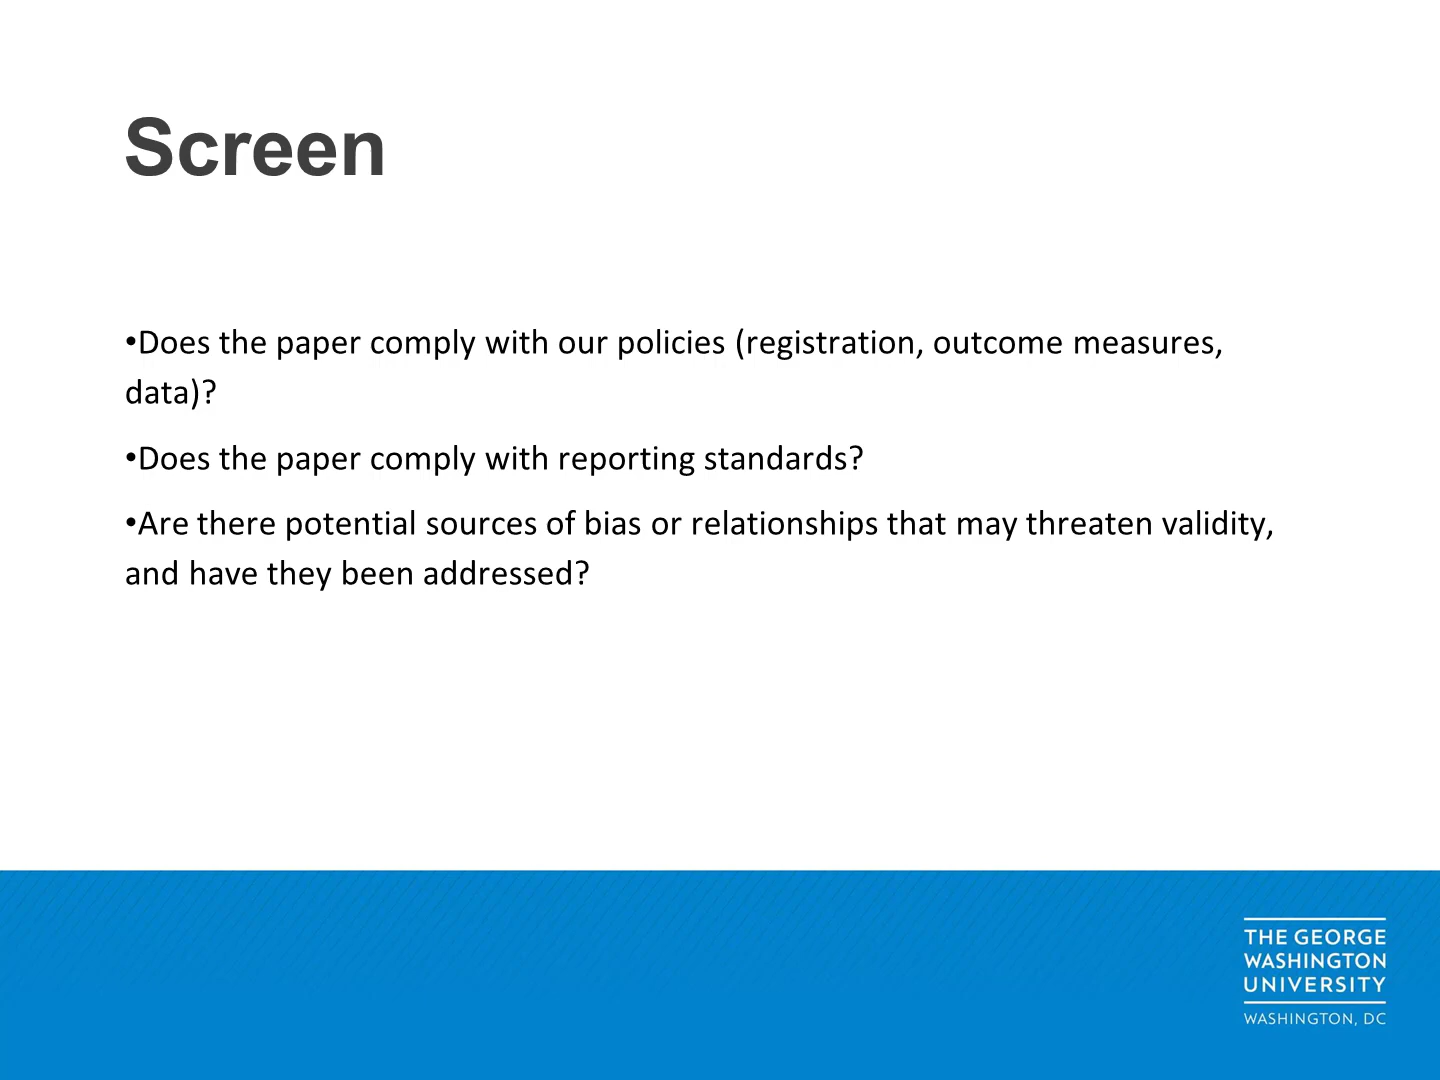 Screen
•Does the paper comply with our policies (registration, outcome measures,
data)?
•Does the paper comply with reporting standards?
•Are there potential sources of bias or relationships that may threaten validity,
and have they been addressed?
THE GEORGE
WASHINGTON
UNIVERSITY
WASHINGTON, DC